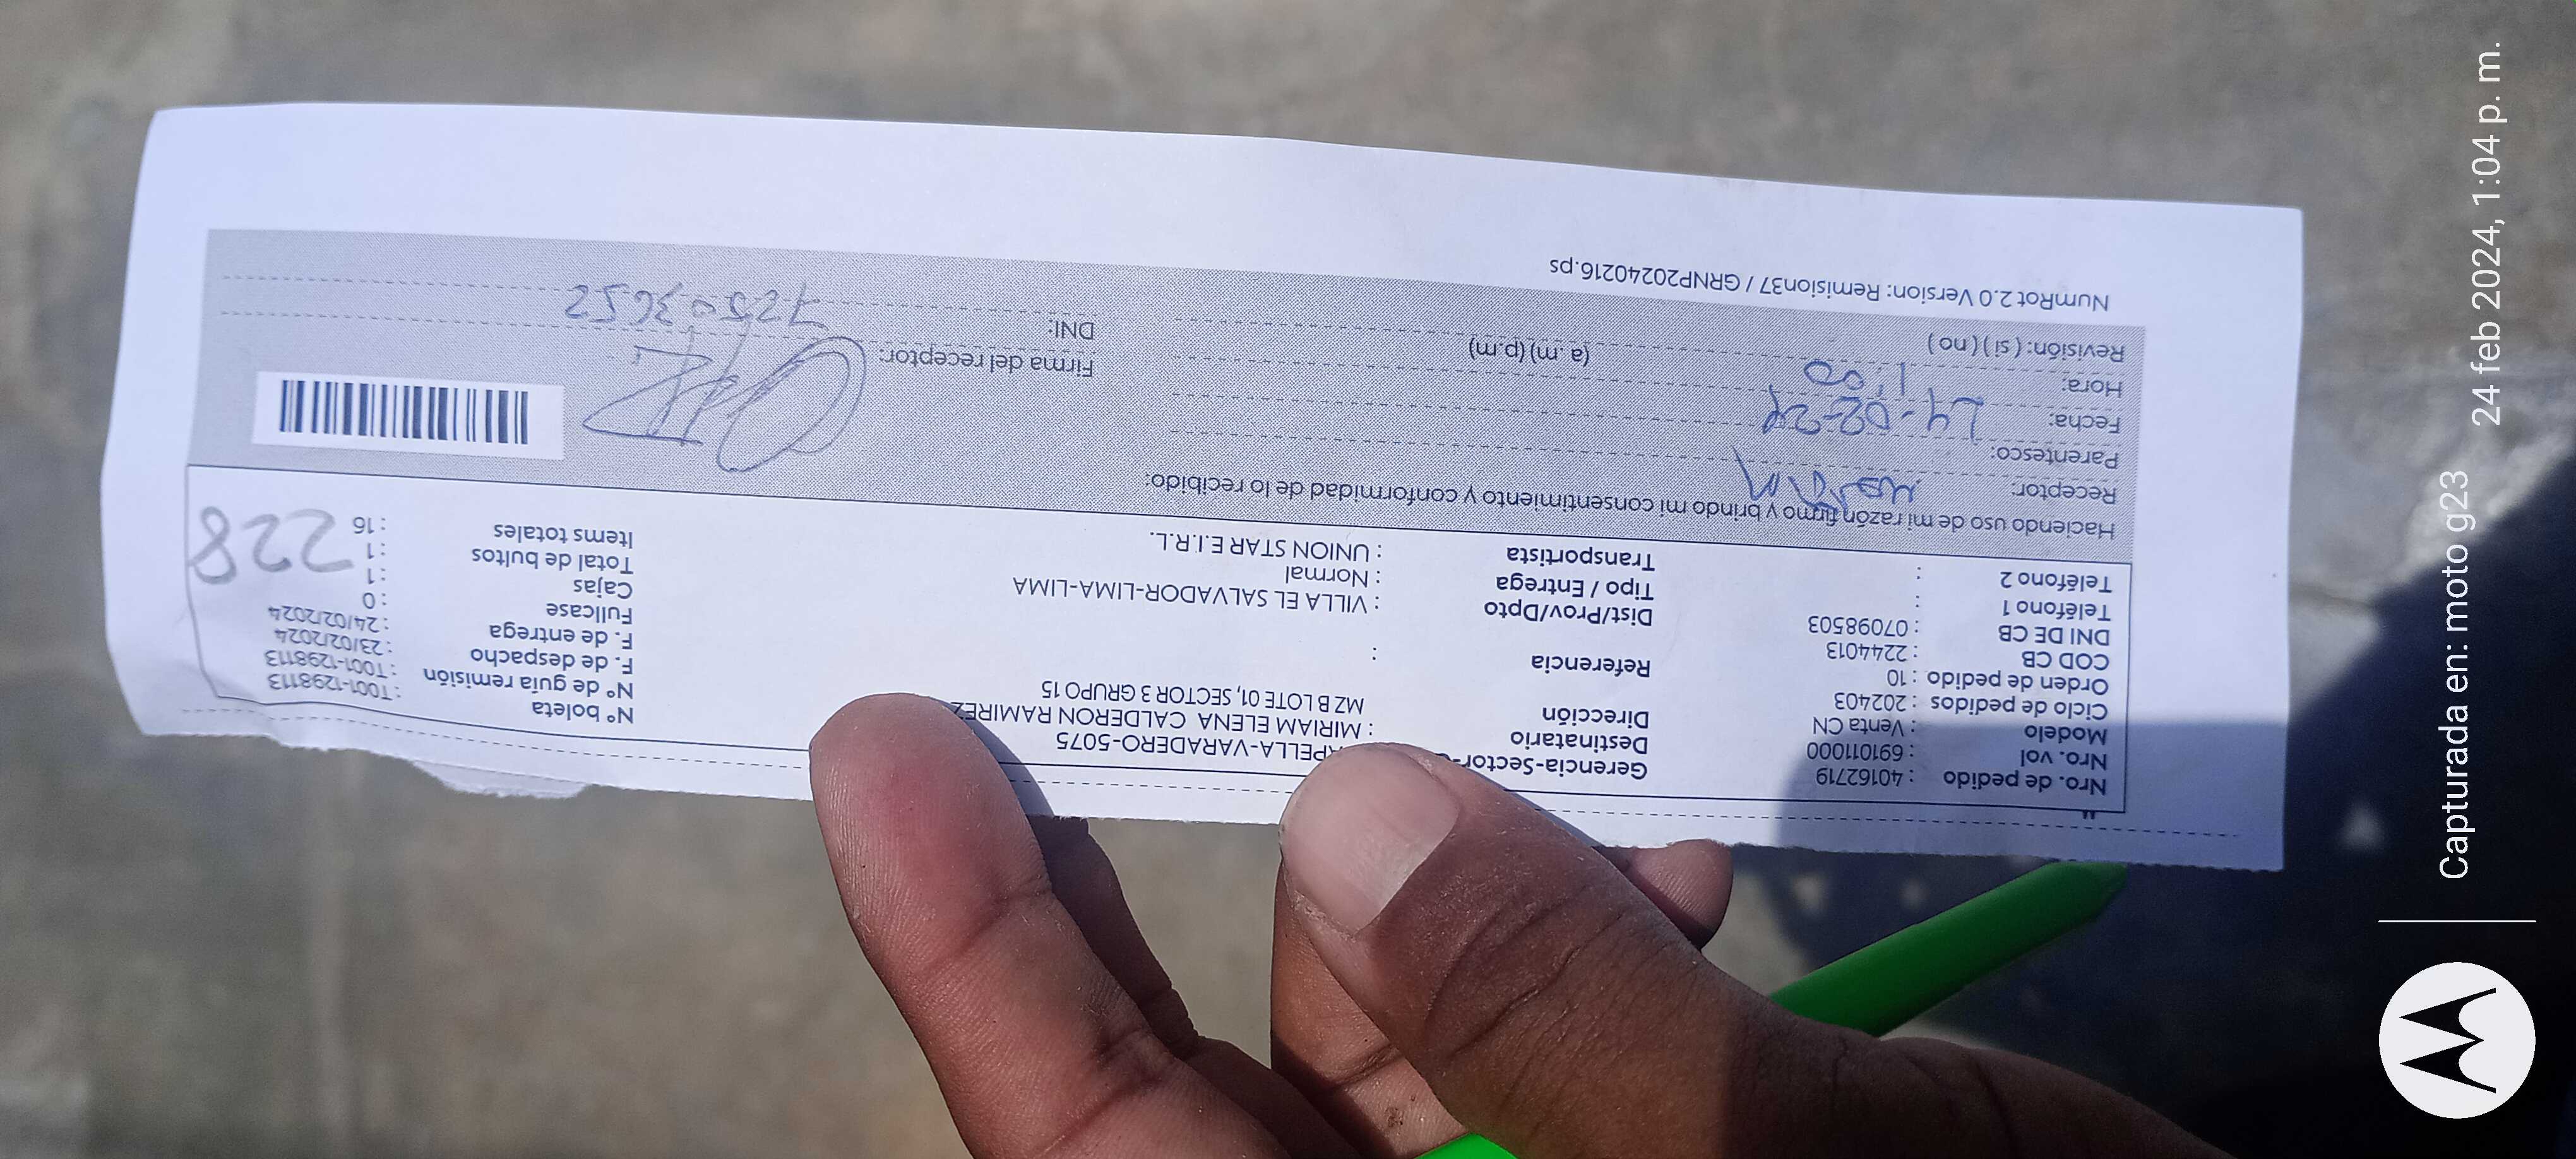 Nro. de pedido : 40162719
Nro. vol : 691011000
Modelo : Venta CN
Ciclo de pedidos : 202403
Orden de pedido : 10
COD CB : 2244013
DNI DE CB : 07098503
Teléfono 1 :
Teléfono 2 :
Gerencia-Sector- RPELLA-VARADERO-5075
Destinatario : MIRIAM ELENA CALDERON RAMIREZ
Dirección MZ B LOTE 01, SECTOR 3 GRUPO 15
Referencia :
Dist/Prov/Dpto : VILLA EL SALVADOR-LIMA-LIMA
Tipo / Entrega : Normal
Transportista : UNION STAR E.I.R.L.
N° boleta : T001-1298113
N° de guía remisión : T001-1298113
F. de despacho : 23/02/2024
F. de entrega : 24/02/2024
Fullcase : 0
Cajas : 1
Total de bultos : 1
Items totales : 16
228
Haciendo uso de mi razón firmo y brindo mi consentimiento y conformidad de lo recibido:
Receptor:
Parentesco:
Fecha: 24-02-24
Hora: 1:00 (a. m) (p.m)
Revisión: ( si ) ( no )
Firma del receptor:
DNI: 72503652
NumRot 2.0 Version: Remision37 / GRNP20240216.ps
Capturada en: moto g23 24 feb 2024, 1:04 p. m.